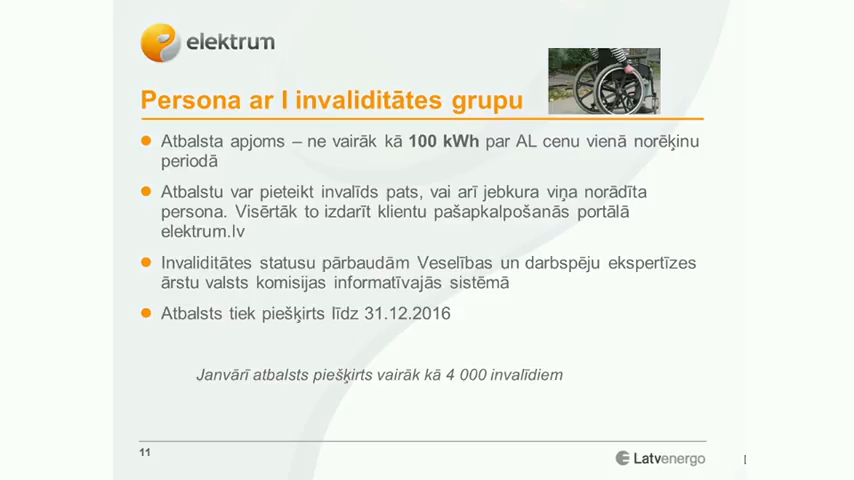 elektrum
Persona ar I invaliditātes grupu
Atbalsta apjoms – ne vairāk kā 100 kWh par AL cenu vienā norēķinu
periodā
Atbalstu var pieteikt invalīds pats, vai arī jebkura viņa norādīta
persona. Visērtāk to izdarīt klientu pašapkalpošanās portālā
elektrum.lv
Invaliditātes statusu pārbaudām Veselības un darbspēju ekspertīzes
ārstu valsts komisijas informatīvajās sistēmā
Atbalsts tiek piešķirts līdz 31.12.2016
Janvārī atbalsts piešķirts vairāk kā 4 000 invalīdiem
11
Latvenergo